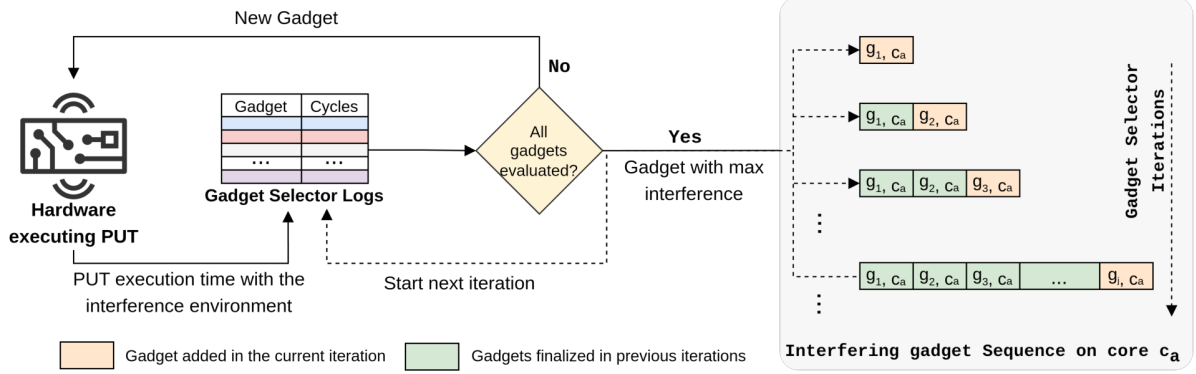 New Gadget
No
Gadget Cycles
... ...
Gadget Selector Logs
Hardware
executing PUT
PUT execution time with the
interference environment
All
gadgets
evaluated?
Yes
Gadget with max
interference
Start next iteration
g1, ca
g1, ca g2, ca
g1, ca g2, ca g3, ca
⋮
g1, ca g2, ca g3, ca ... gi, ca
⋮
Gadget Selector
Iterations
Interfering gadget Sequence on core ca
Gadget added in the current iteration
Gadgets finalized in previous iterations